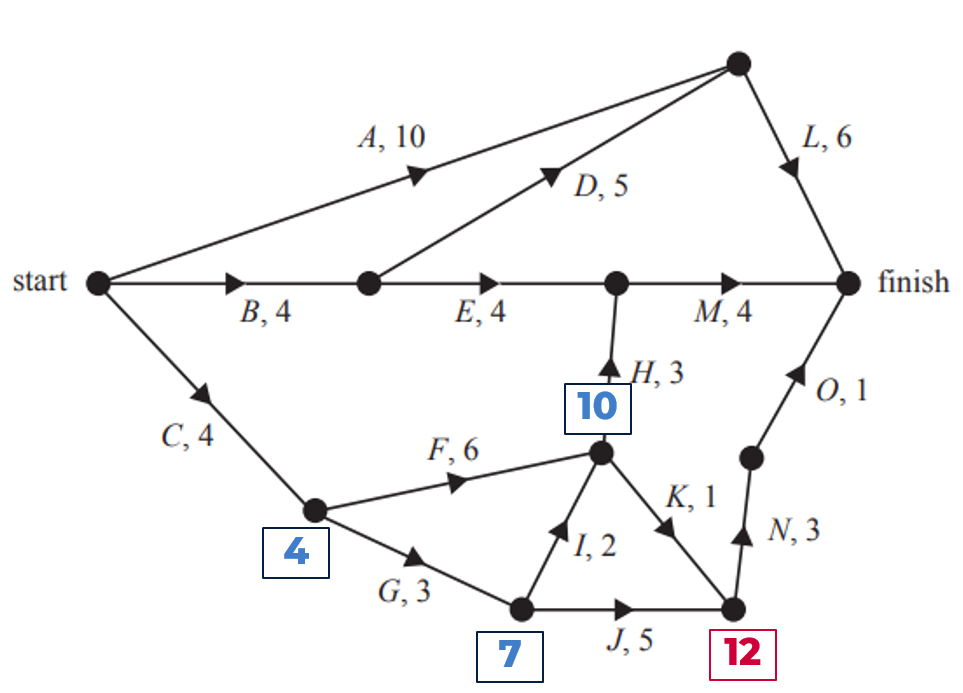 A, 10
L, 6
D, 5
start
finish
B, 4
E, 4
M, 4
H, 3
10
O, 1
C, 4
F, 6
K, 1
N, 3
4
I, 2
G, 3
J, 5
7
12